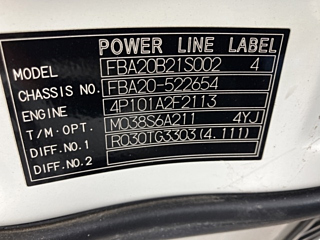 POWER LINE LABEL
MODEL FBA20B21S002 4
CHASSIS NO. FBA20-522654
ENGINE 4P101A2F2113
T/M・OPT. M038S6A211 4YJ
DIFF.NO.1 R030TG3303(4.111)
DIFF.NO.2